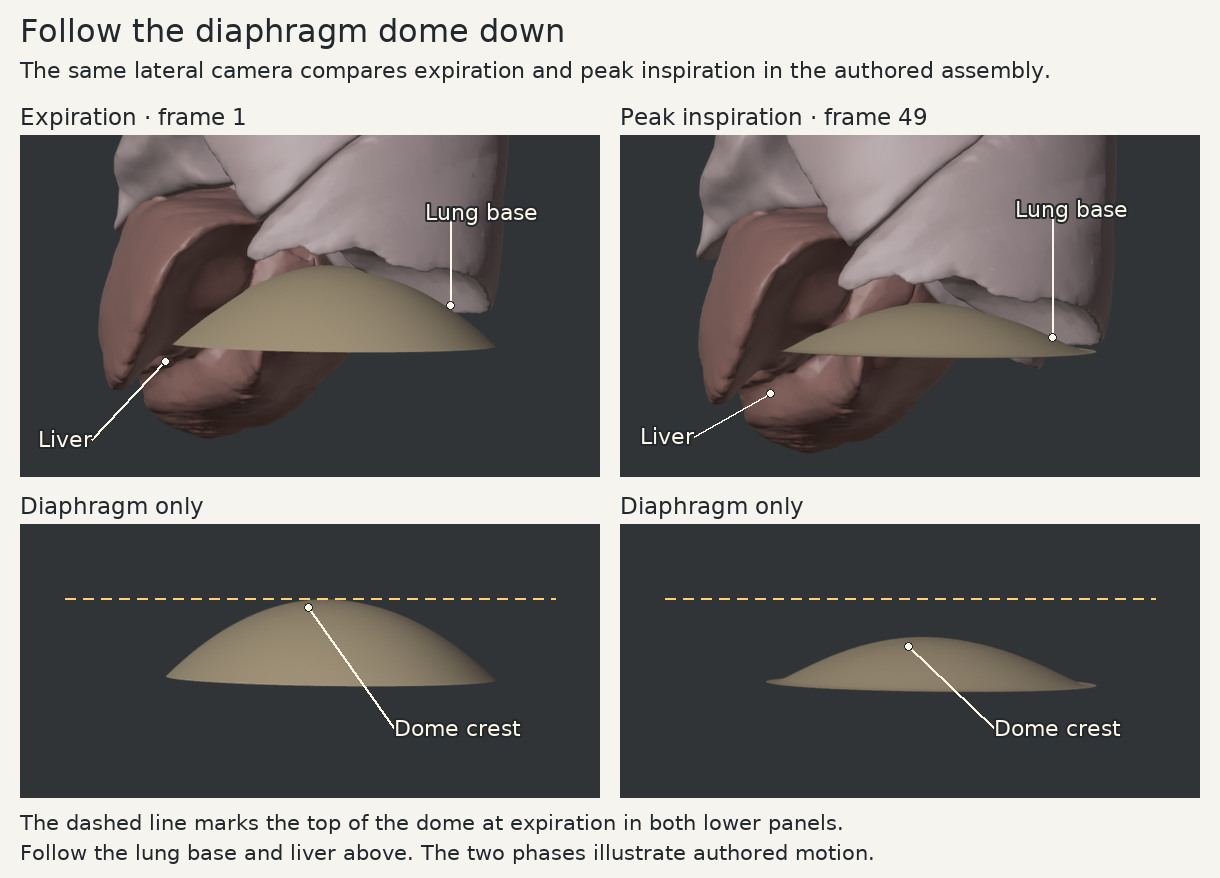 Follow the diaphragm dome down
The same lateral camera compares expiration and peak inspiration in the authored assembly.
Expiration · frame 1
Peak inspiration · frame 49
Lung base
Liver
Lung base
Liver
Diaphragm only
Diaphragm only
Dome crest
Dome crest
The dashed line marks the top of the dome at expiration in both lower panels.
Follow the lung base and liver above. The two phases illustrate authored motion.